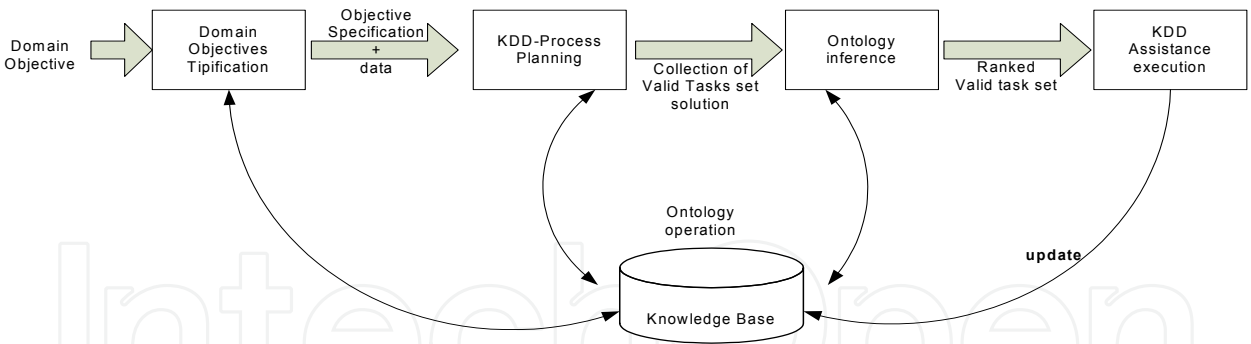 Domain
Objective
Domain
Objectives
Tipification
Objective
Specification
+
data
KDD-Process
Planning
Collection of
Valid Tasks set
solution
Ontology
inference
Ranked
Valid task set
KDD
Assistance
execution
Ontology
operation
update
Knowledge Base
IntechOpen